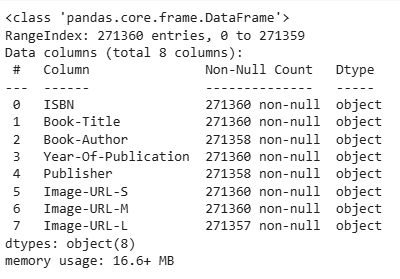 <class 'pandas.core.frame.DataFrame'>
RangeIndex: 271360 entries, 0 to 271359
Data columns (total 8 columns):
 #   Column               Non-Null Count   Dtype
---  ------               --------------   -----
 0   ISBN                 271360 non-null  object
 1   Book-Title           271360 non-null  object
 2   Book-Author          271358 non-null  object
 3   Year-Of-Publication  271360 non-null  object
 4   Publisher            271358 non-null  object
 5   Image-URL-S          271360 non-null  object
 6   Image-URL-M          271360 non-null  object
 7   Image-URL-L          271357 non-null  object
dtypes: object(8)
memory usage: 16.6+ MB